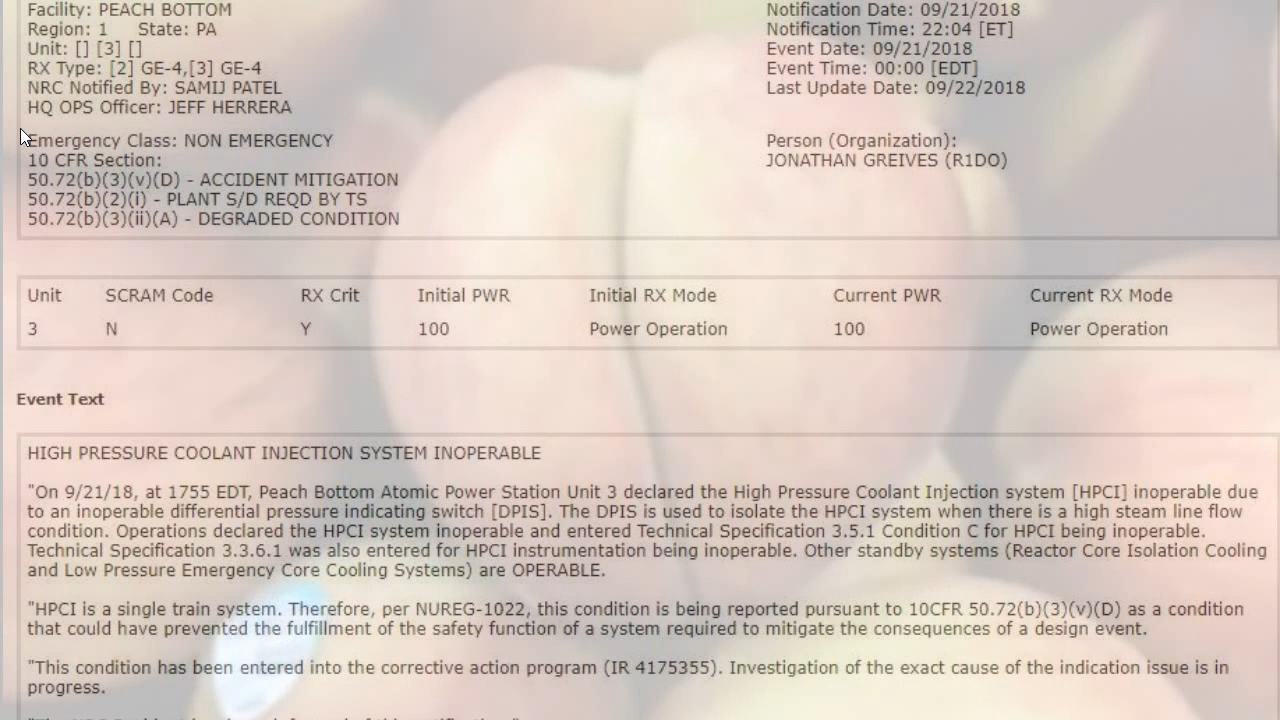 Facility: PEACH BOTTOM
Region: 1 State: PA
Unit: [] [3] []
RX Type: [2] GE-4,[3] GE-4
NRC Notified By: SAMIJ PATEL
HQ OPS Officer: JEFF HERRERA
Notification Date: 09/21/2018
Notification Time: 22:04 [ET]
Event Date: 09/21/2018
Event Time: 00:00 [EDT]
Last Update Date: 09/22/2018
Emergency Class: NON EMERGENCY
10 CFR Section:
50.72(b)(3)(v)(D) - ACCIDENT MITIGATION
50.72(b)(2)(i) - PLANT S/D REQD BY TS
50.72(b)(3)(ii)(A) - DEGRADED CONDITION
Person (Organization):
JONATHAN GREIVES (R1DO)
Unit SCRAM Code RX Crit Initial PWR Initial RX Mode Current PWR Current RX Mode
3 N Y 100 Power Operation 100 Power Operation
Event Text
HIGH PRESSURE COOLANT INJECTION SYSTEM INOPERABLE
"On 9/21/18, at 1755 EDT, Peach Bottom Atomic Power Station Unit 3 declared the High Pressure Coolant Injection system [HPCI] inoperable due
to an inoperable differential pressure indicating switch [DPIS]. The DPIS is used to isolate the HPCI system when there is a high steam line flow
condition. Operations declared the HPCI system inoperable and entered Technical Specification 3.5.1 Condition C for HPCI being inoperable.
Technical Specification 3.3.6.1 was also entered for HPCI instrumentation being inoperable. Other standby systems (Reactor Core Isolation Cooling
and Low Pressure Emergency Core Cooling Systems) are OPERABLE.
"HPCI is a single train system. Therefore, per NUREG-1022, this condition is being reported pursuant to 10CFR 50.72(b)(3)(v)(D) as a condition
that could have prevented the fulfillment of the safety function of a system required to mitigate the consequences of a design event.
"This condition has been entered into the corrective action program (IR 4175355). Investigation of the exact cause of the indication issue is in
progress.